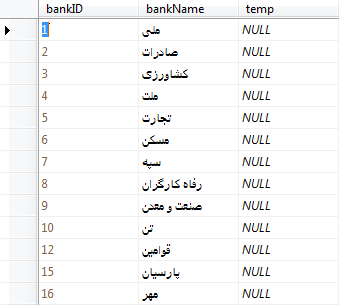 bankID bankName temp
1 ملی NULL
2 صادرات NULL
3 کشاورزی NULL
4 ملت NULL
5 تجارت NULL
6 مسکن NULL
7 سپه NULL
8 رفاه کارگران NULL
9 صنعت و معدن NULL
10 تن NULL
12 قوامین NULL
15 پارسیان NULL
16 مهر NULL